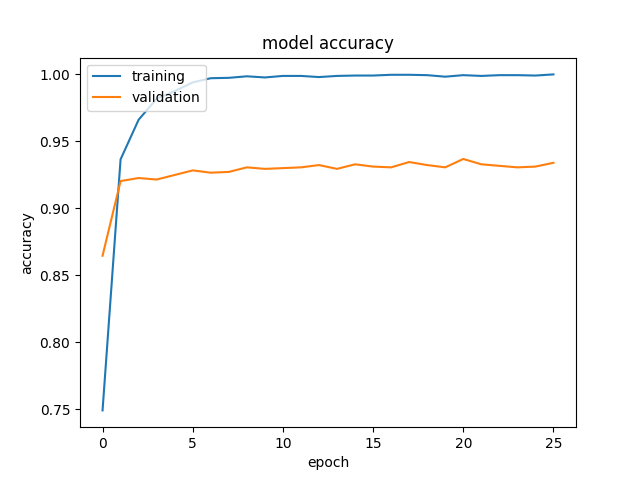 model accuracy
training
validation
1.00
0.95
0.90
0.85
0.80
0.75
accuracy
0 5 10 15 20 25
epoch